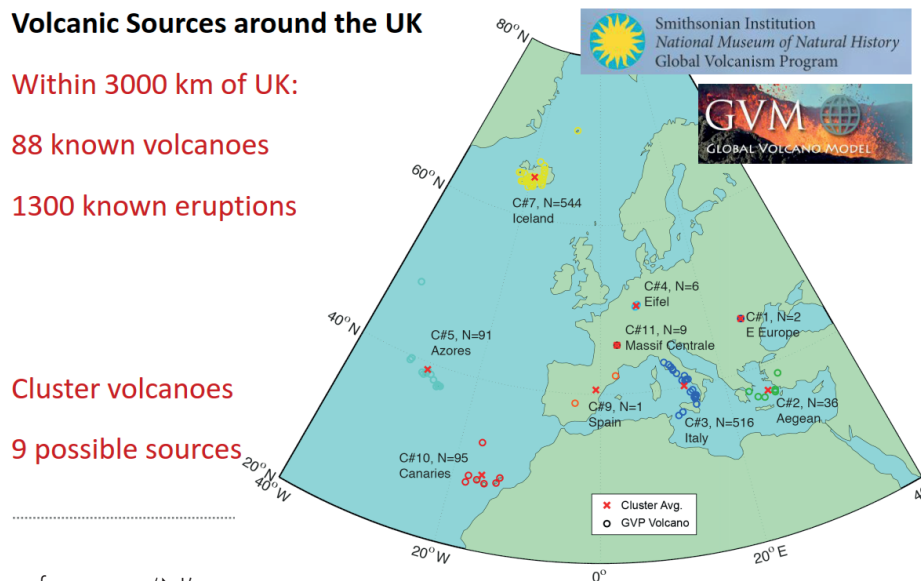 Volcanic Sources around the UK
Within 3000 km of UK:
88 known volcanoes
1300 known eruptions
Cluster volcanoes
9 possible sources
Smithsonian Institution
National Museum of Natural History
Global Volcanism Program
GVM
GLOBAL VOLCANO MODEL
80°N
60°N
40°N
20°N
40°W
20°W
0°
20°E
C#7, N=544
Iceland
C#4, N=6
Eifel
C#1, N=2
E Europe
C#11, N=9
Massif Centrale
C#5, N=91
Azores
C#9, N=1
Spain
C#3, N=516
Italy
C#2, N=36
Aegean
C#10, N=95
Canaries
Cluster Avg.
GVP Volcano